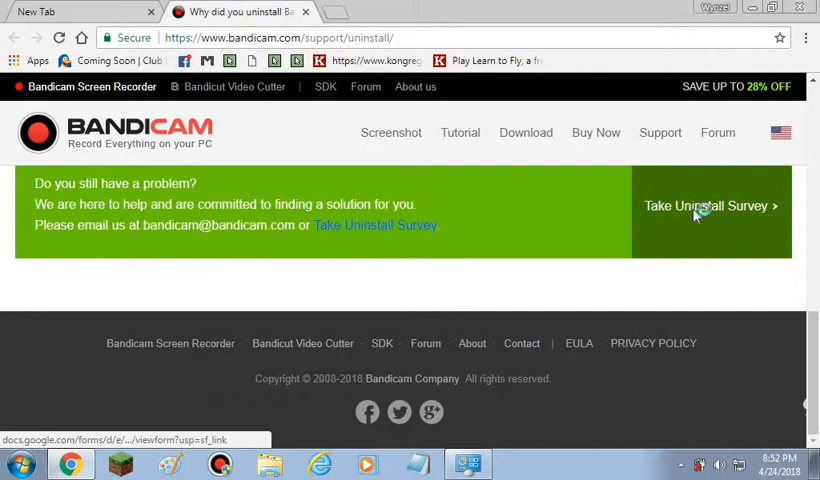 New Tab
Why did you uninstall Ba
Wynzel
Secure
https://www.bandicam.com/support/uninstall/
Apps
Coming Soon | Club
https://www.kongreg
Play Learn to Fly, a fr
Bandicam Screen Recorder
Bandicut Video Cutter
SDK
Forum
About us
SAVE UP TO 28% OFF
BANDICAM
Record Everything on your PC
Screenshot
Tutorial
Download
Buy Now
Support
Forum
Do you still have a problem?
We are here to help and are committed to finding a solution for you.
Please email us at bandicam@bandicam.com or Take Uninstall Survey.
Take Uninstall Survey >
Bandicam Screen Recorder · Bandicut Video Cutter · SDK · Forum · About · Contact | EULA · PRIVACY POLICY
Copyright © 2008-2018 Bandicam Company. All rights reserved.
docs.google.com/forms/d/e/.../viewform?usp=sf_link
8:52 PM
4/24/2018